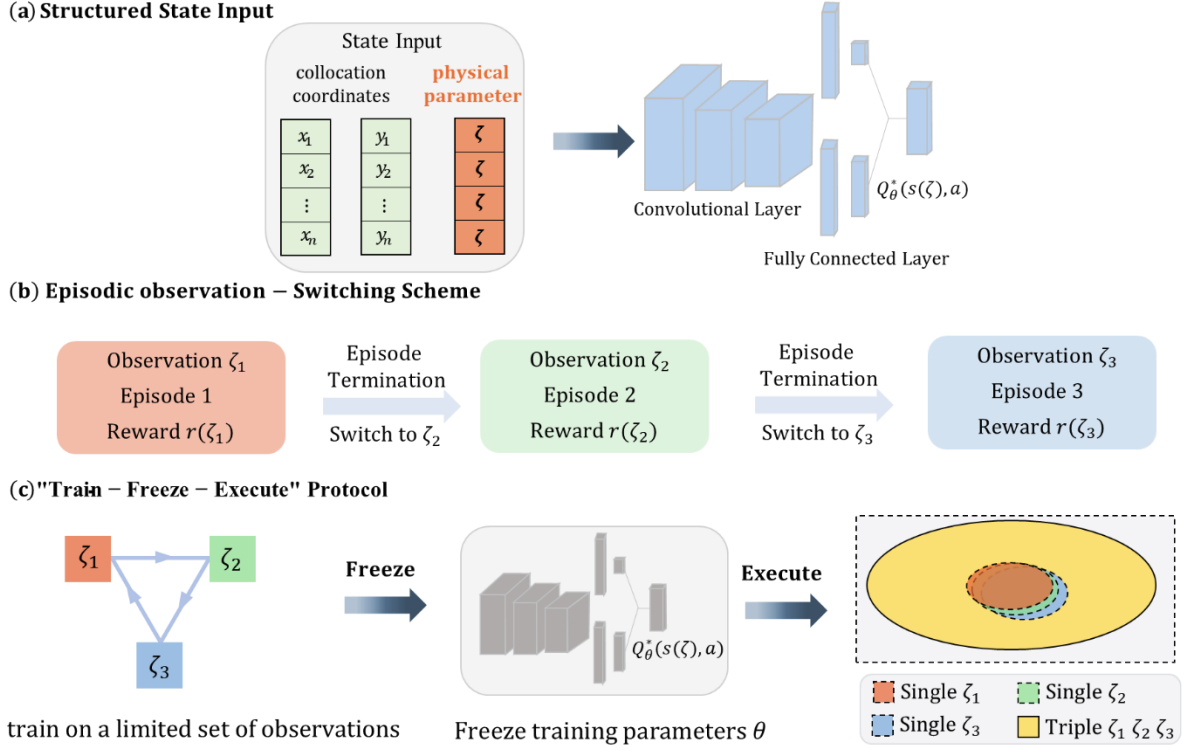 (a) Structured State Input
State Input
collocation
coordinates
physical
parameter
x₁ y₁ ζ
x₂ y₂ ζ
⋮ ⋮ ζ
xₙ yₙ ζ
Convolutional Layer
Q*_θ(s(ζ), a)
Fully Connected Layer
(b) Episodic observation − Switching Scheme
Observation ζ₁
Episode 1
Reward r(ζ₁)
Episode
Termination
Switch to ζ₂
Observation ζ₂
Episode 2
Reward r(ζ₂)
Episode
Termination
Switch to ζ₃
Observation ζ₃
Episode 3
Reward r(ζ₃)
(c) "Train − Freeze − Execute" Protocol
ζ₁ ζ₂
ζ₃
train on a limited set of observations
Freeze
Q*_θ(s(ζ), a)
Freeze training parameters θ
Execute
Single ζ₁ Single ζ₂
Single ζ₃ Triple ζ₁ ζ₂ ζ₃